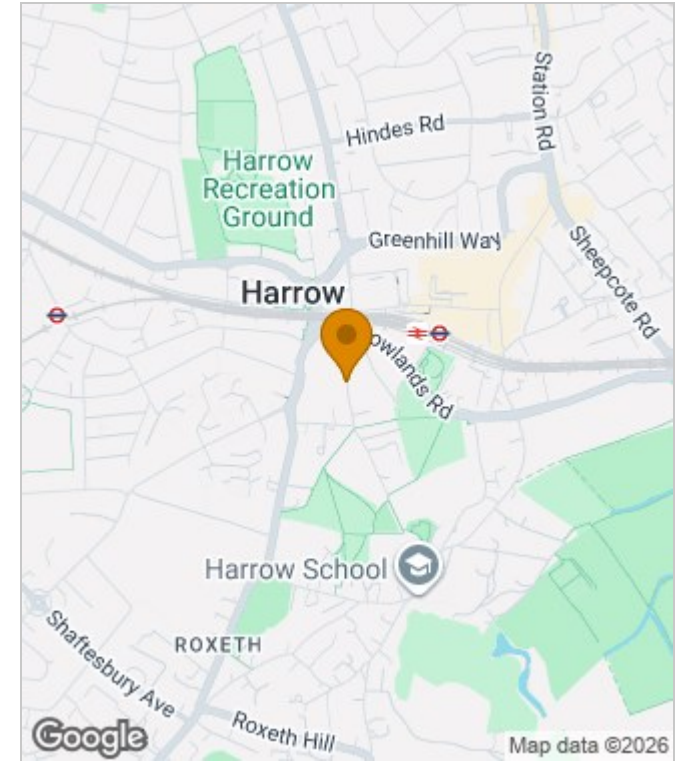 Station Rd
Hindes Rd
Harrow
Recreation
Ground
Greenhill Way
Sheepcote Rd
Harrow
owlands Rd
Harrow School
ROXETH
Shaftesbury Ave
Roxeth Hill
Google
Map data ©2026